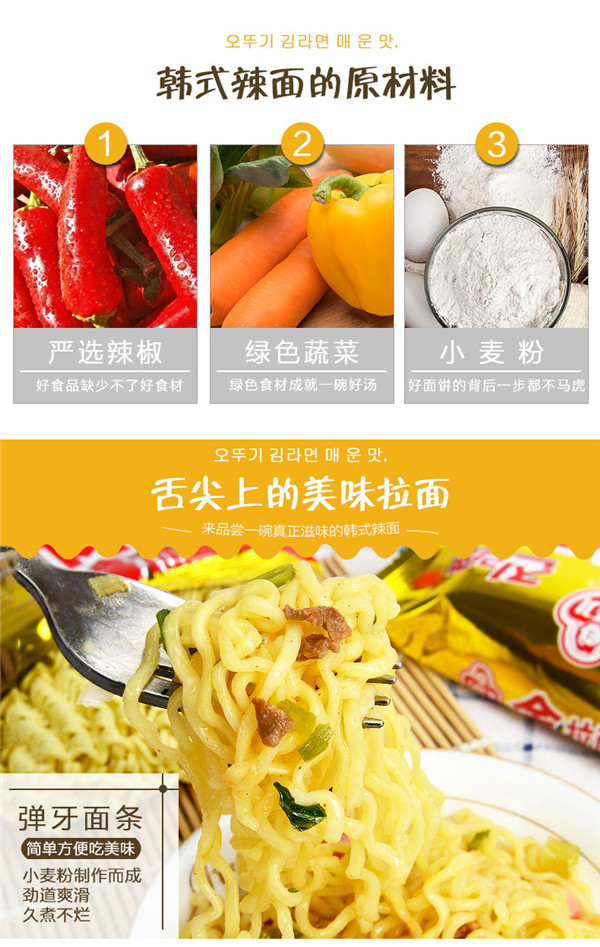 오뚜기 김라면 매 운 맛.
韩式辣面的原材料
1
2
3
严选辣椒
绿色蔬菜
小麦粉
好食品缺少不了好食材
绿色食材成就一碗好汤
好面饼的背后一步都不马虎
오뚜기 김라면 매 운 맛.
舌尖上的美味拉面
来品尝一碗真正滋味的韩式辣面
弹牙面条
简单方便吃美味
小麦粉制作而成
劲道爽滑
久煮不烂